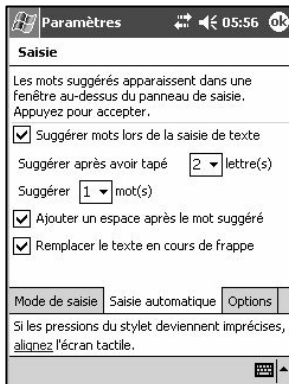 Paramètres 05:56 ok
Saisie
Les mots suggérés apparaissent dans une
fenêtre au-dessus du panneau de saisie.
Appuyez pour accepter.
Suggérer mots lors de la saisie de texte
Suggérer après avoir tapé 2 lettre(s)
Suggérer 1 mot(s)
Ajouter un espace après le mot suggéré
Remplacer le texte en cours de frappe
Mode de saisie Saisie automatique Options
Si les pressions du stylet deviennent imprécises,
alignez l'écran tactile.